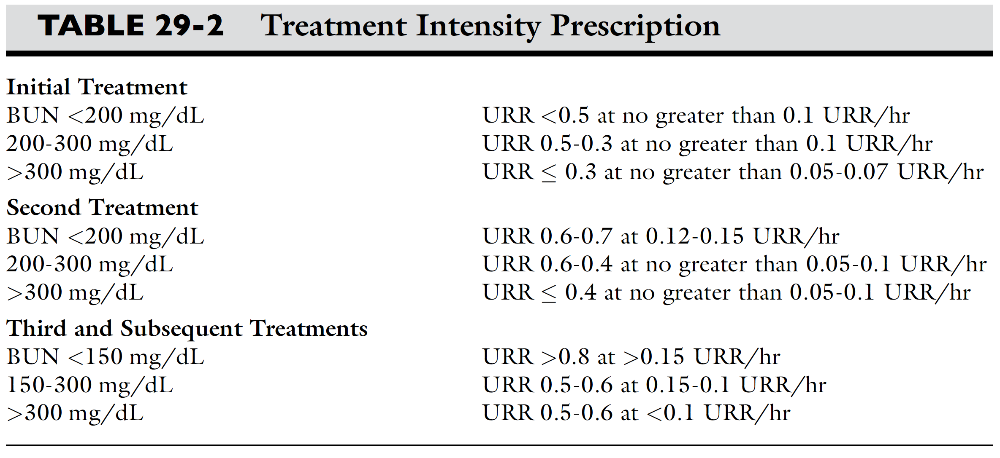 TABLE 29-2 Treatment Intensity Prescription
Initial Treatment
BUN <200 mg/dL URR <0.5 at no greater than 0.1 URR/hr
200-300 mg/dL URR 0.5-0.3 at no greater than 0.1 URR/hr
>300 mg/dL URR ≤ 0.3 at no greater than 0.05-0.07 URR/hr
Second Treatment
BUN <200 mg/dL URR 0.6-0.7 at 0.12-0.15 URR/hr
200-300 mg/dL URR 0.6-0.4 at no greater than 0.05-0.1 URR/hr
>300 mg/dL URR ≤ 0.4 at no greater than 0.05-0.1 URR/hr
Third and Subsequent Treatments
BUN <150 mg/dL URR >0.8 at >0.15 URR/hr
150-300 mg/dL URR 0.5-0.6 at 0.15-0.1 URR/hr
>300 mg/dL URR 0.5-0.6 at <0.1 URR/hr